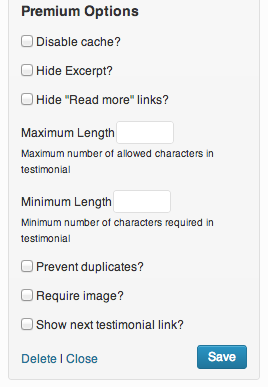 Premium Options
Disable cache?
Hide Excerpt?
Hide "Read more" links?
Maximum Length
Maximum number of allowed characters in
testimonial
Minimum Length
Minimum number of characters required in
testimonial
Prevent duplicates?
Require image?
Show next testimonial link?
Delete | Close Save